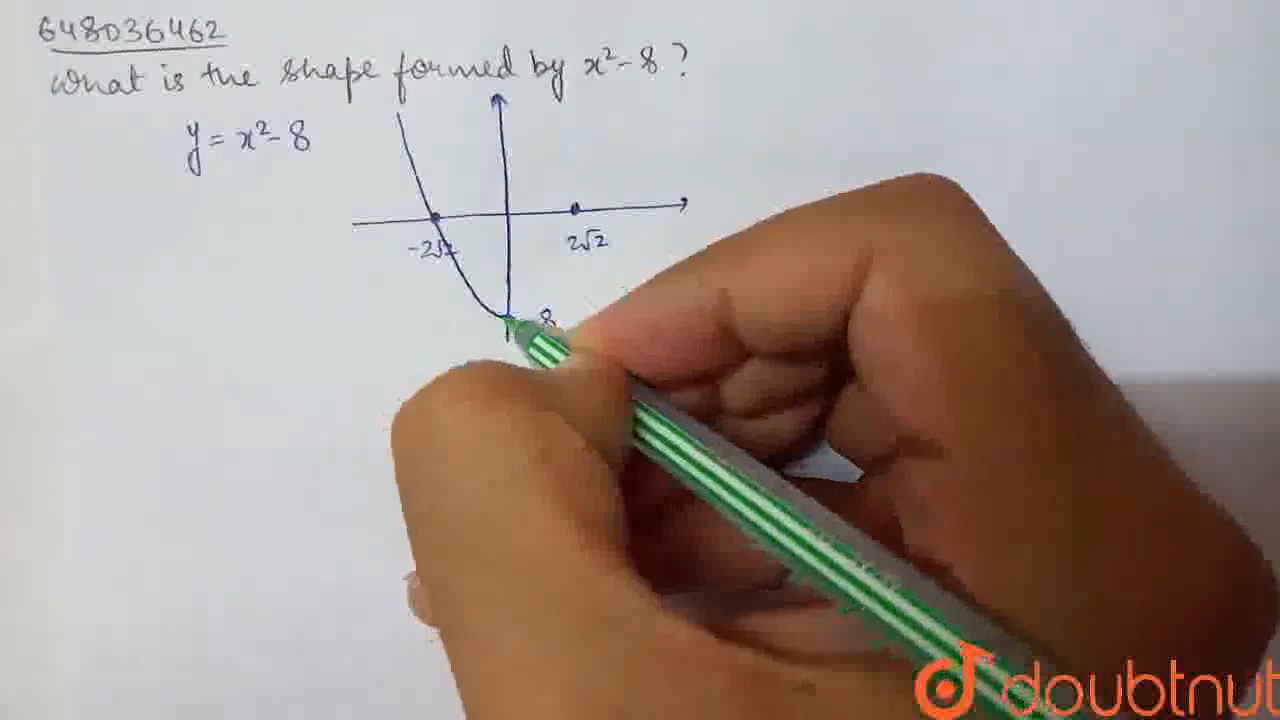 648036462
What is the shape formed by x²-8?
y = x²-8
-2√2
2√2
8
doubtnut